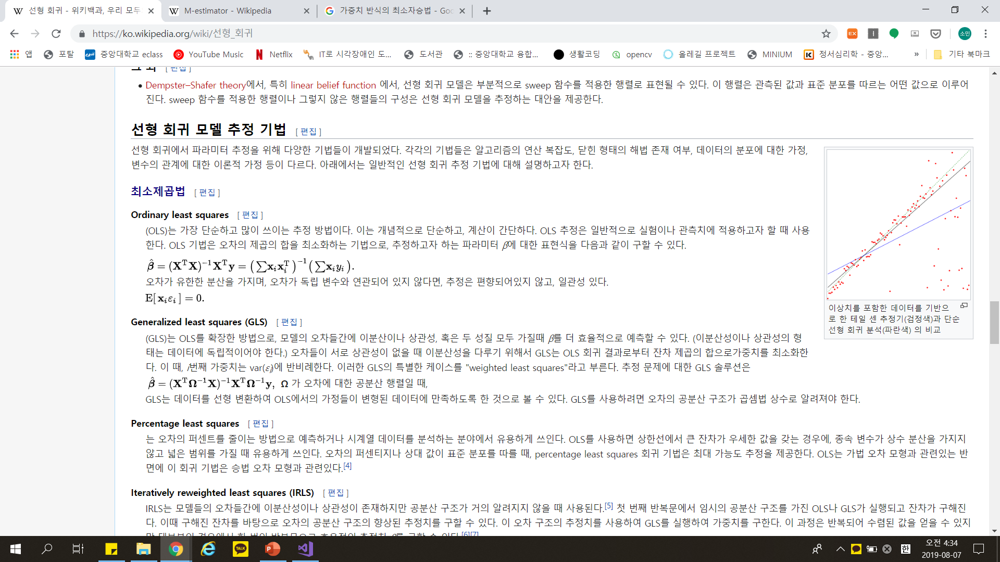 선형 회귀 - 위키백과, 우리 모두
M-estimator - Wikipedia
가중치 반식의 최소자승법 - Goo
https://ko.wikipedia.org/wiki/선형_회귀
앱 포탈 중앙대학교 eclass YouTube Music Netflix IT로 시각장애인 도... 도서관 :: 중앙대학교 융합... 생활코딩 opencv 올레길 프로젝트 MINIUM 정서심리학 - 중앙... » 기타 북마크
[ 편집 ]
• Dempster–Shafer theory에서, 특히 linear belief function 에서, 선형 회귀 모델은 부분적으로 sweep 함수를 적용한 행렬로 표현될 수 있다. 이 행렬은 관측된 값과 표준 분포를 따르는 어떤 값으로 이루어
진다. sweep 함수를 적용한 행렬이나 그렇지 않은 행렬들의 구성은 선형 회귀 모델을 추정하는 대안을 제공한다.
선형 회귀 모델 추정 기법 [ 편집 ]
선형 회귀에서 파라미터 추정을 위해 다양한 기법들이 개발되었다. 각각의 기법들은 알고리즘의 연산 복잡도, 닫힌 형태의 해법 존재 여부, 데이터의 분포에 대한 가정,
변수의 관계에 대한 이론적 가정 등이 다르다. 아래에서는 일반적인 선형 회귀 추정 기법에 대해 설명하고자 한다.
최소제곱법 [ 편집 ]
Ordinary least squares [ 편집 ]
(OLS)는 가장 단순하고 많이 쓰이는 추정 방법이다. 이는 개념적으로 단순하고, 계산이 간단하다. OLS 추정은 일반적으로 실험이나 관측치에 적용하고자 할 때 사용
한다. OLS 기법은 오차의 제곱의 합을 최소화하는 기법으로, 추정하고자 하는 파라미터 β에 대한 표현식을 다음과 같이 구할 수 있다.
β̂ = (XᵀX)⁻¹Xᵀy = (∑xᵢxᵢᵀ)⁻¹(∑xᵢyᵢ).
오차가 유한한 분산을 가지며, 오차가 독립 변수와 연관되어 있지 않다면, 추정은 편향되어있지 않고, 일관성 있다.
E[xᵢεᵢ] = 0.
이상치를 포함한 데이터를 기반으
로 한 테일 센 추정기(검정색)과 단순
선형 회귀 분석(파란색) 의 비교
Generalized least squares (GLS) [ 편집 ]
(GLS)는 OLS를 확장한 방법으로, 모델의 오차들간에 이분산이나 상관성, 혹은 두 성질 모두 가질때 β를 더 효율적으로 예측할 수 있다. (이분산성이나 상관성의 형
태는 데이터에 독립적이어야 한다.) 오차들이 서로 상관성이 없을 때 이분산성을 다루기 위해서 GLS는 OLS 회귀 결과로부터 잔차 제곱의 합으로가중치를 최소화한
다. 이 때, i번째 가중치는 var(εᵢ)에 반비례한다. 이러한 GLS의 특별한 케이스를 "weighted least squares"라고 부른다. 추정 문제에 대한 GLS 솔루션은
β̂ = (XᵀΩ⁻¹X)⁻¹XᵀΩ⁻¹y, Ω 가 오차에 대한 공분산 행렬일 때,
GLS는 데이터를 선형 변환하여 OLS에서의 가정들이 변형된 데이터에 만족하도록 한 것으로 볼 수 있다. GLS를 사용하려면 오차의 공분산 구조가 곱셈법 상수로 알려져야 한다.
Percentage least squares [ 편집 ]
는 오차의 퍼센트를 줄이는 방법으로 예측하거나 시계열 데이터를 분석하는 분야에서 유용하게 쓰인다. OLS를 사용하면 상한선에서 큰 잔차가 우세한 값을 갖는 경우에, 종속 변수가 상수 분산을 가지지
않고 넓은 범위를 가질 때 유용하게 쓰인다. 오차의 퍼센티지나 상대 값이 표준 분포를 따를 때, percentage least squares 회귀 기법은 최대 가능도 추정을 제공한다. OLS는 가법 오차 모형과 관련있는 반
면에 이 회귀 기법은 승법 오차 모형과 관련있다.[4]
Iteratively reweighted least squares (IRLS) [ 편집 ]
IRLS는 모델들의 오차들간에 이분산성이나 상관성이 존재하지만 공분산 구조가 거의 알려지지 않을 때 사용된다.[5] 첫 번째 반복문에서 임시의 공분산 구조를 가진 OLS나 GLS가 실행되고 잔차가 구해진
다. 이때 구해진 잔차를 바탕으로 오차의 공분산 구조의 향상된 추정치를 구할 수 있다. 이 오차 구조의 추정치를 사용하여 GLS를 실행하여 가중치를 구한다. 이 과정은 반복되어 수렴된 값을 얻을 수 있지
[6][7]
소민
EX
TALK
한
오전 4:34
2019-08-07